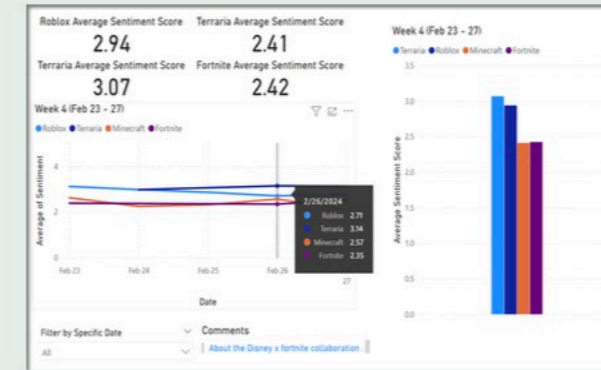 Roblox Average Sentiment Score
2.94
Terraria Average Sentiment Score
2.41
Terraria Average Sentiment Score
3.07
Fortnite Average Sentiment Score
2.42
Week 4 (Feb 23 - 27)
Roblox Terraria Minecraft Fortnite
Average of Sentiment
4
2
0
Feb 23 Feb 24 Feb 25 Feb 26
27
Date
2/26/2024
Roblox 2.71
Terraria 3.14
Minecraft 2.57
Fortnite 2.35
Filter by Specific Date
All
Comments
About the Disney x fortnite collaboration
Week 4 (Feb 23 - 27)
Terraria Roblox Minecraft Fortnite
Average Sentiment Score
3.5
3.0
2.5
2.0
1.5
1.0
0.5
0.0